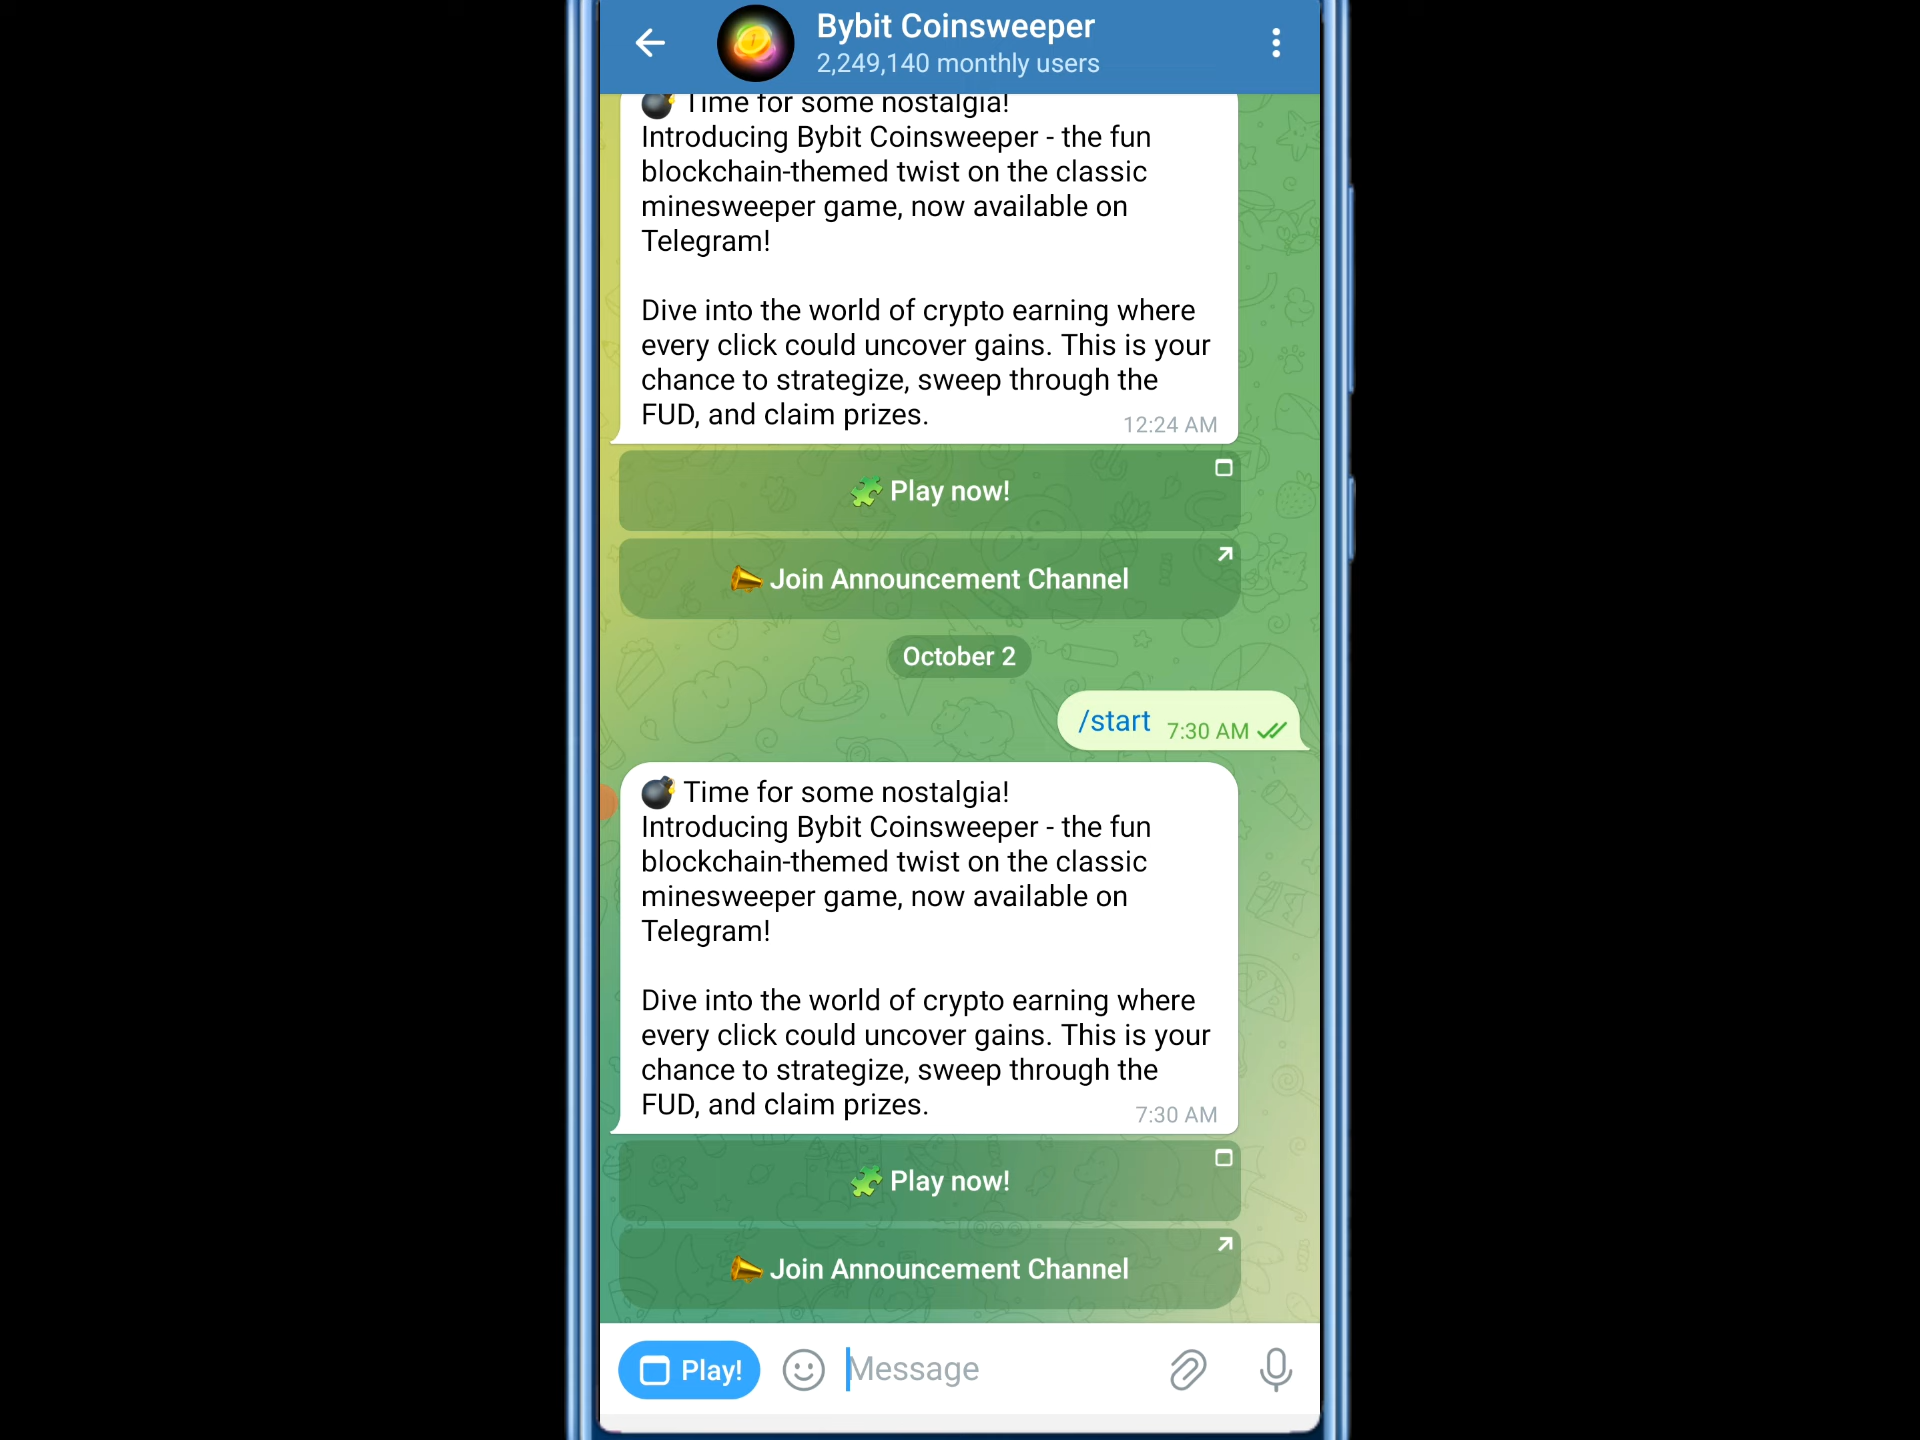 Bybit Coinsweeper
2,249,140 monthly users
💣 Time for some nostalgia!
Introducing Bybit Coinsweeper - the fun
blockchain-themed twist on the classic
minesweeper game, now available on
Telegram!
Dive into the world of crypto earning where
every click could uncover gains. This is your
chance to strategize, sweep through the
FUD, and claim prizes.
12:24 AM
🧩 Play now!
📣 Join Announcement Channel
October 2
/start 7:30 AM
💣 Time for some nostalgia!
Introducing Bybit Coinsweeper - the fun
blockchain-themed twist on the classic
minesweeper game, now available on
Telegram!
Dive into the world of crypto earning where
every click could uncover gains. This is your
chance to strategize, sweep through the
FUD, and claim prizes.
7:30 AM
🧩 Play now!
📣 Join Announcement Channel
Play!
Message